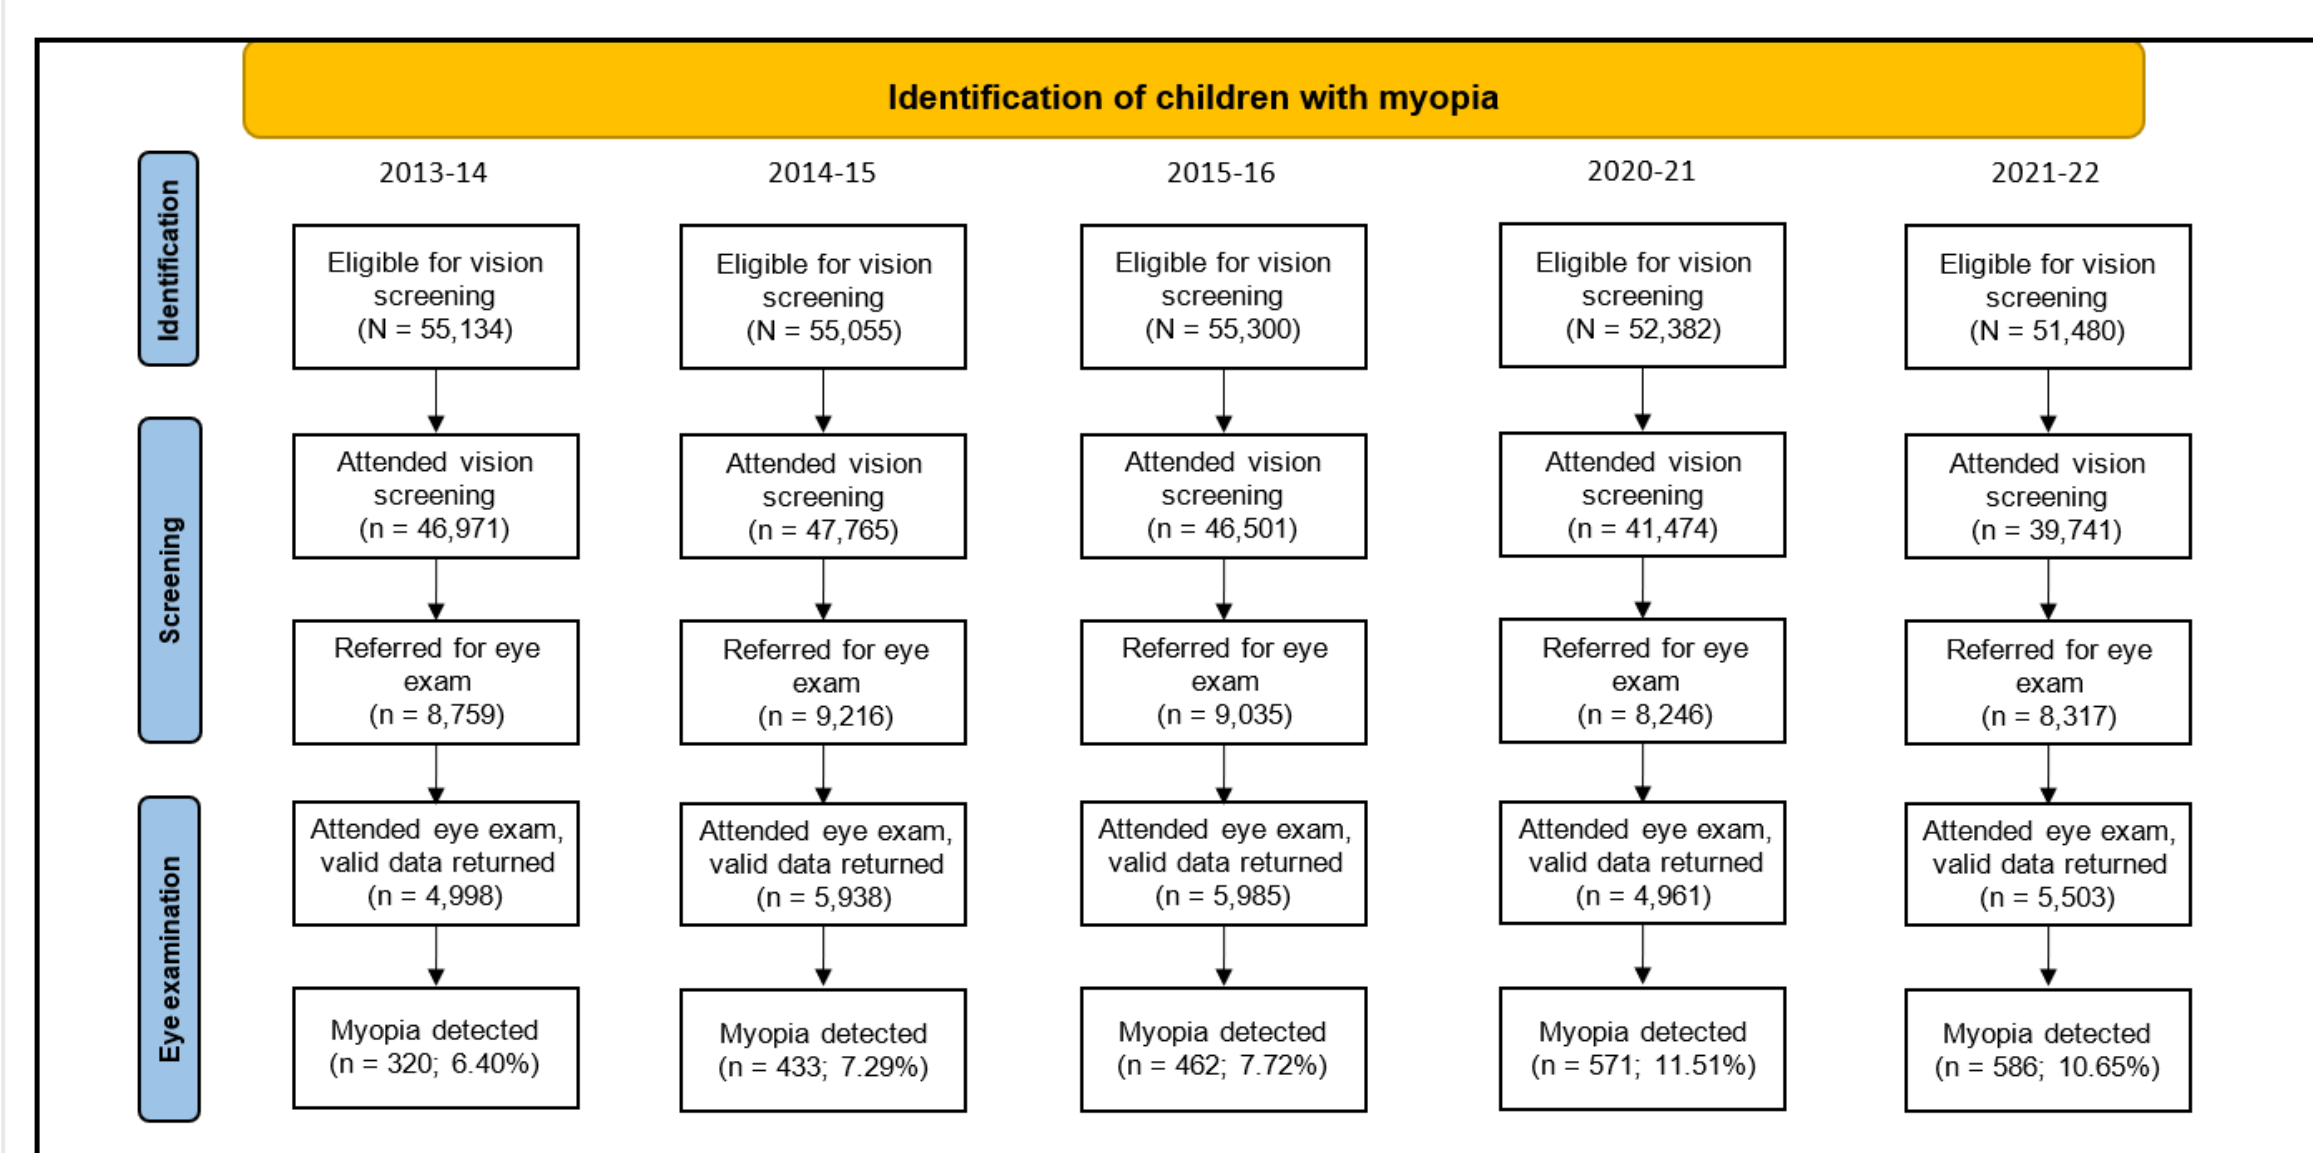 Identification of children with myopia
Identification
2013-14
2014-15
2015-16
2020-21
2021-22
Eligible for vision
screening
(N = 55,134)
Eligible for vision
screening
(N = 55,055)
Eligible for vision
screening
(N = 55,300)
Eligible for vision
screening
(N = 52,382)
Eligible for vision
screening
(N = 51,480)
Screening
Attended vision
screening
(n = 46,971)
Attended vision
screening
(n = 47,765)
Attended vision
screening
(n = 46,501)
Attended vision
screening
(n = 41,474)
Attended vision
screening
(n = 39,741)
Referred for eye
exam
(n = 8,759)
Referred for eye
exam
(n = 9,216)
Referred for eye
exam
(n = 9,035)
Referred for eye
exam
(n = 8,246)
Referred for eye
exam
(n = 8,317)
Eye examination
Attended eye exam,
valid data returned
(n = 4,998)
Attended eye exam,
valid data returned
(n = 5,938)
Attended eye exam,
valid data returned
(n = 5,985)
Attended eye exam,
valid data returned
(n = 4,961)
Attended eye exam,
valid data returned
(n = 5,503)
Myopia detected
(n = 320; 6.40%)
Myopia detected
(n = 433; 7.29%)
Myopia detected
(n = 462; 7.72%)
Myopia detected
(n = 571; 11.51%)
Myopia detected
(n = 586; 10.65%)